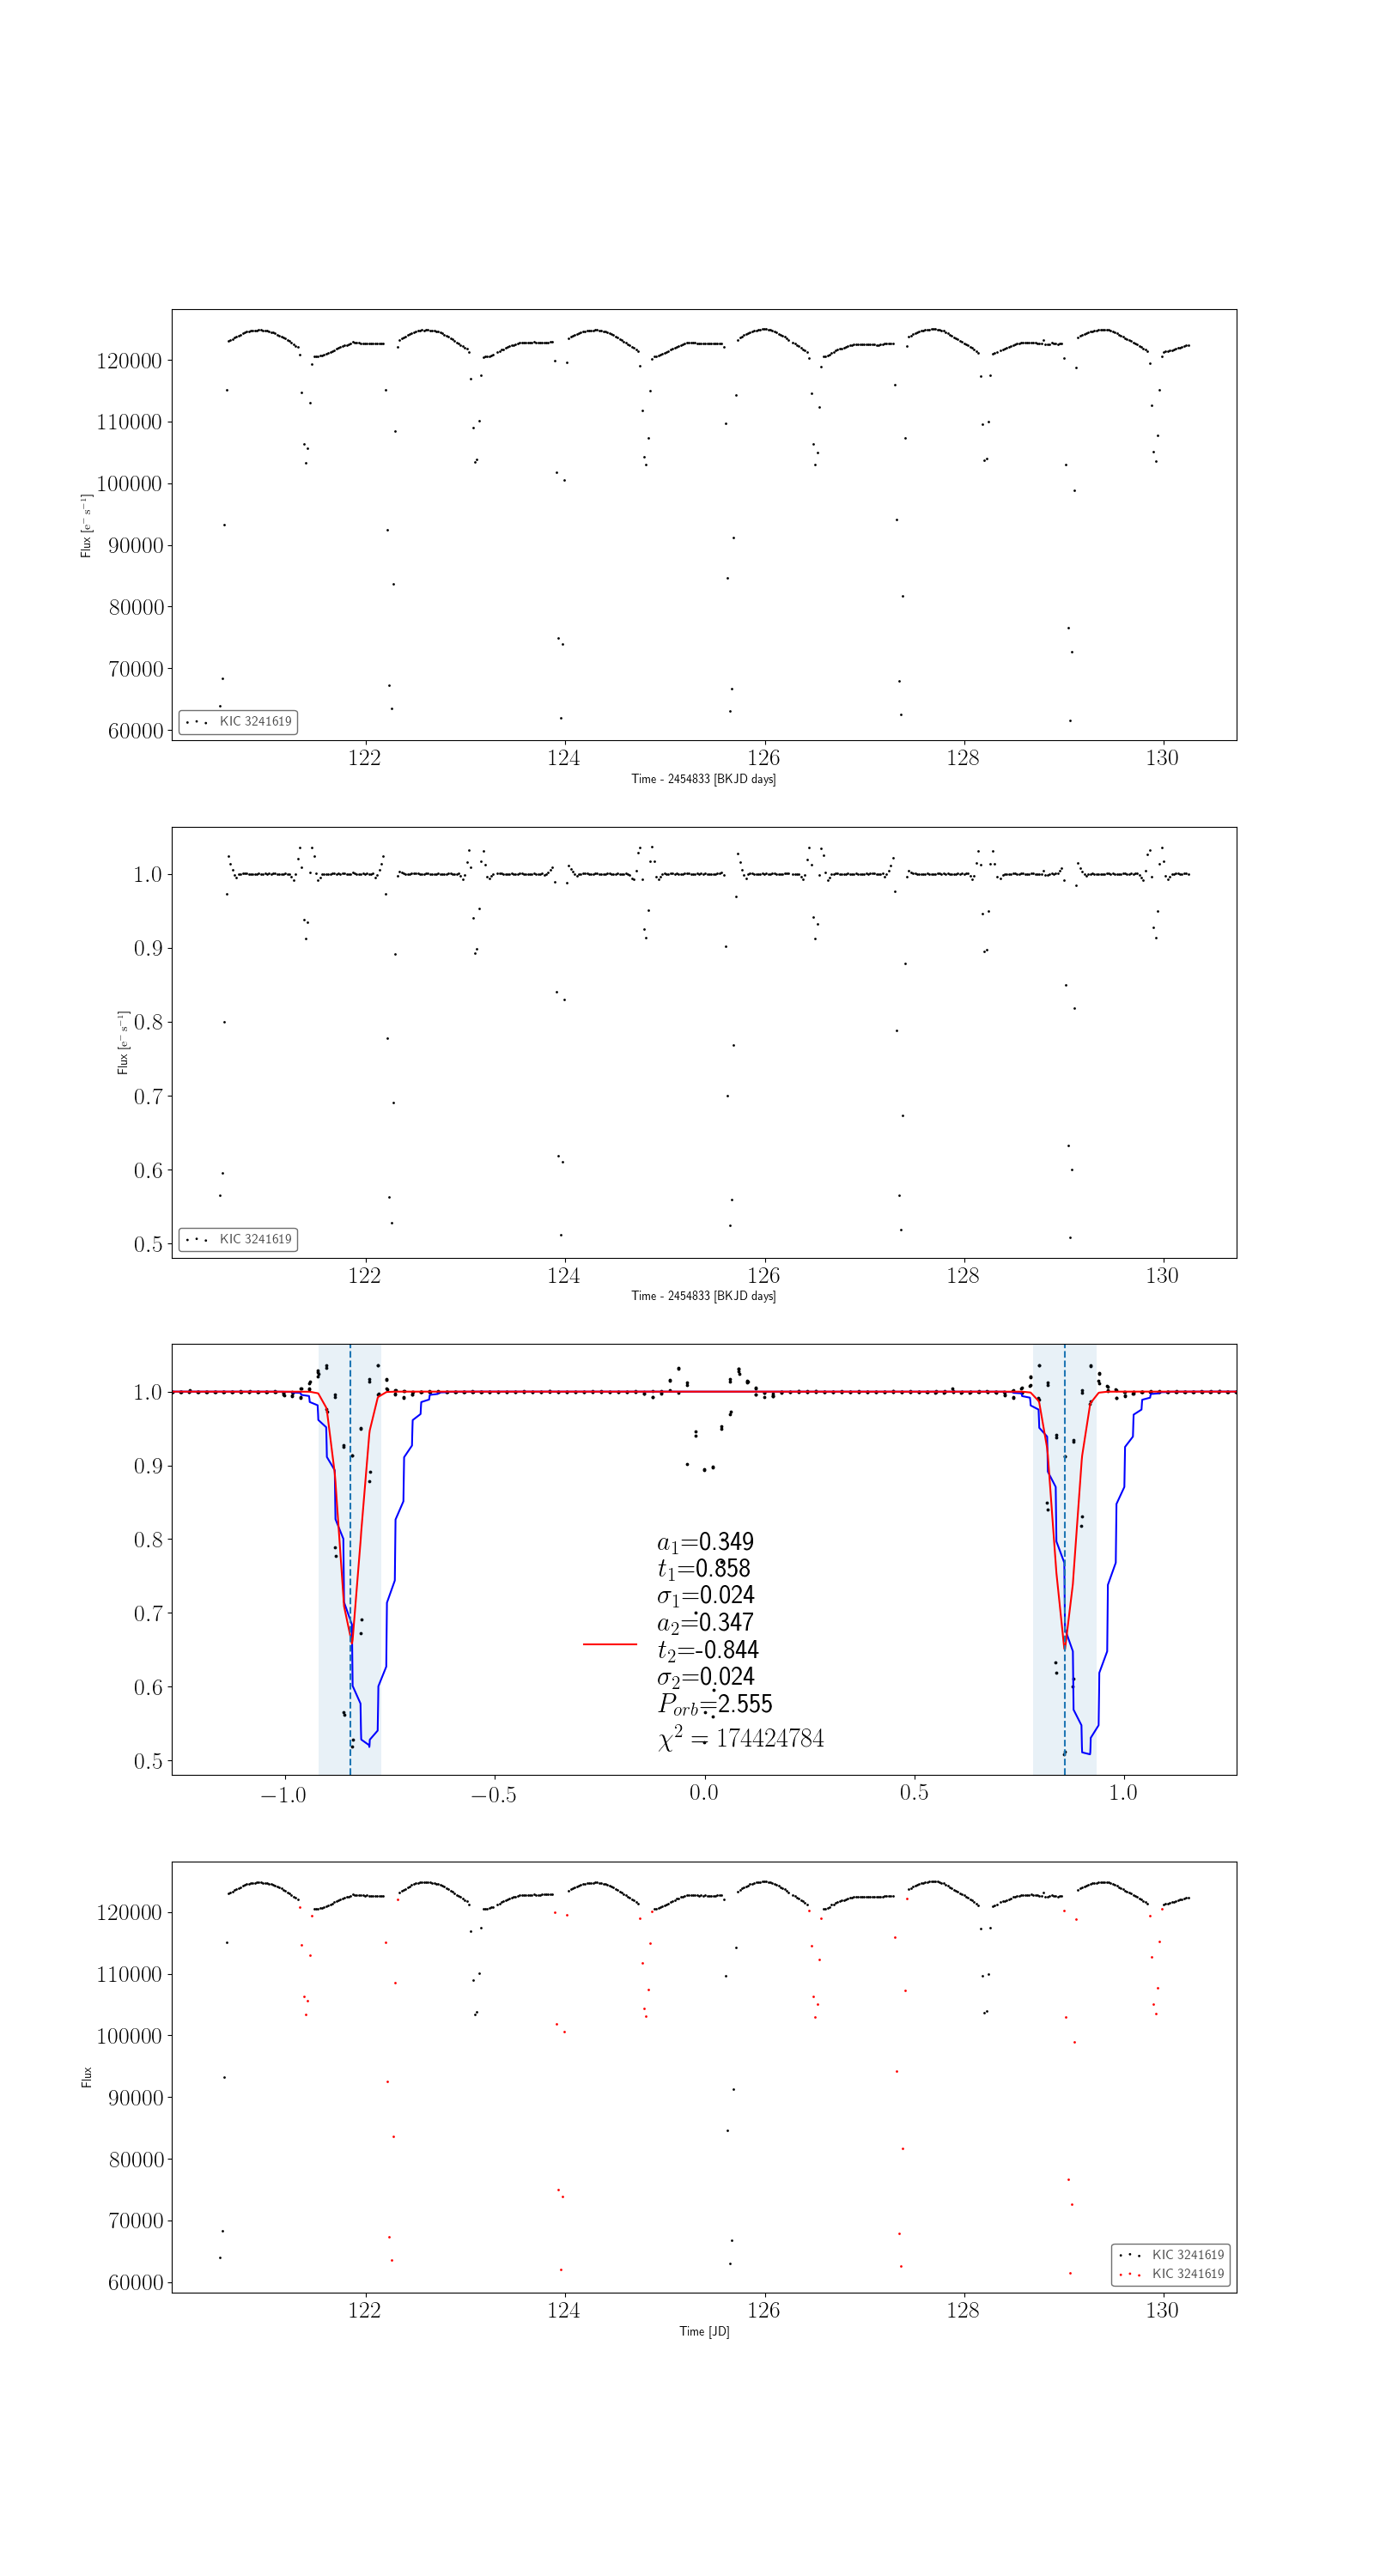 120000
110000
100000
90000
80000
70000
60000
Flux [e⁻ s⁻¹]
KIC 3241619
122 124 126 128 130
Time - 2454833 [BKJD days]
1.0
0.9
0.8
0.7
0.6
0.5
Flux [e⁻ s⁻¹]
KIC 3241619
122 124 126 128 130
Time - 2454833 [BKJD days]
1.0
0.9
0.8
0.7
0.6
0.5
a₁=0.349
t₁=0.858
σ₁=0.024
a₂=0.347
t₂=-0.844
σ₂=0.024
P_orb=2.555
χ² = 174424784
−1.0 −0.5 0.0 0.5 1.0
120000
110000
100000
90000
80000
70000
60000
Flux
KIC 3241619
KIC 3241619
122 124 126 128 130
Time [JD]